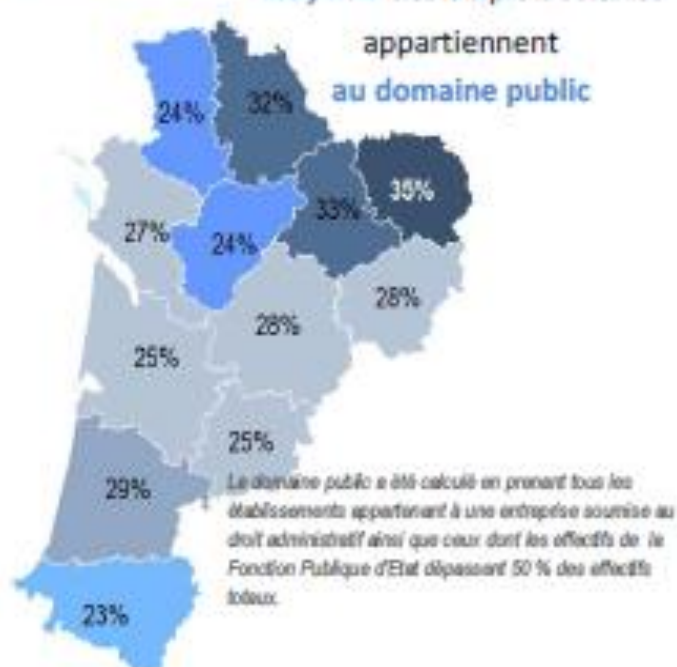 appartiennent
au domaine public
24%
32%
33%
35%
27%
24%
28%
28%
25%
25%
29%
Le domaine public a été calculé en prenant tous les
établissements appartenant à une entreprise soumise au
droit administratif ainsi que ceux dont les effectifs de la
Fonction Publique d'Etat dépassent 50 % des effectifs
totaux.
23%